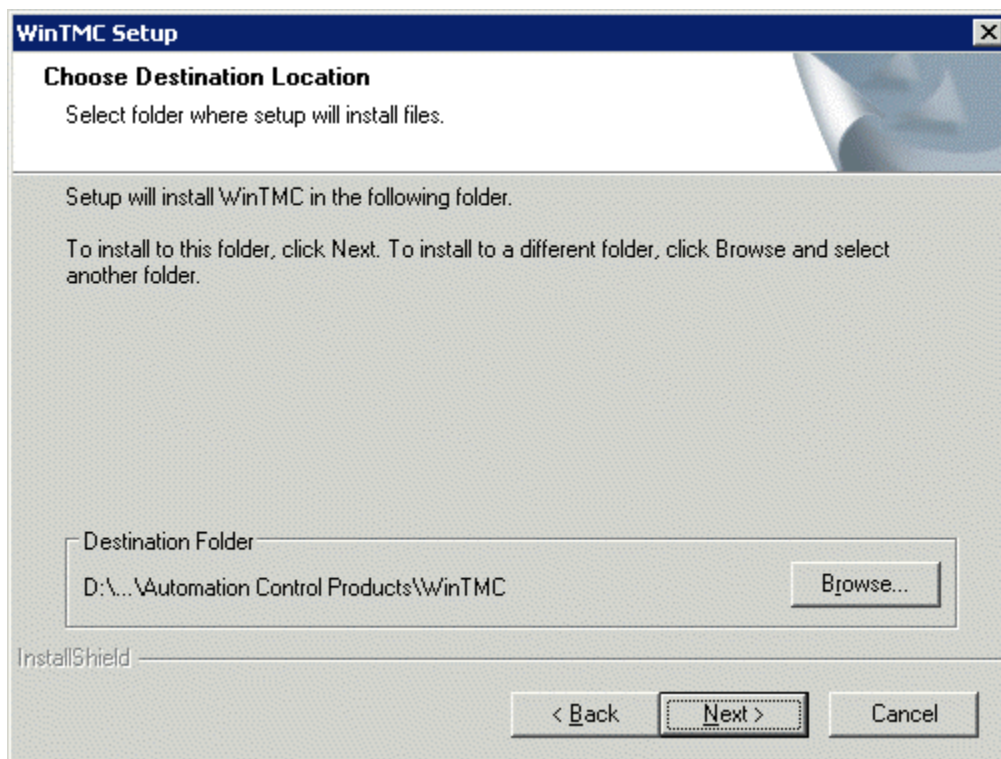 WinTMC Setup
Choose Destination Location
Select folder where setup will install files.
Setup will install WinTMC in the following folder.
To install to this folder, click Next. To install to a different folder, click Browse and select
another folder.
Destination Folder
D:\...\Automation Control Products\WinTMC
Browse...
InstallShield
< Back
Next >
Cancel